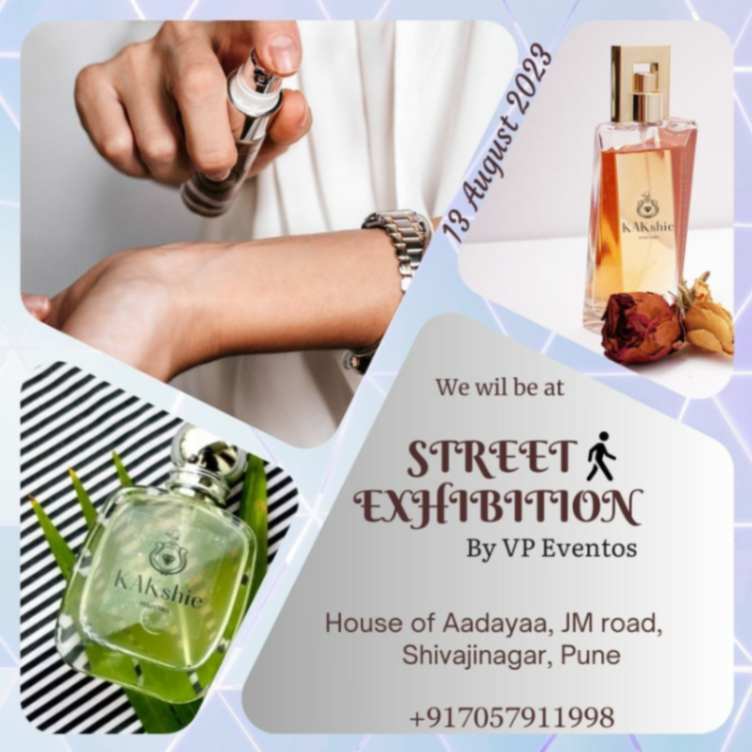 13 August 2023
KAKshie
We wil be at
STREET
EXHIBITION
By VP Eventos
KAKshie
House of Aadayaa, JM road,
Shivajinagar, Pune
+917057911998